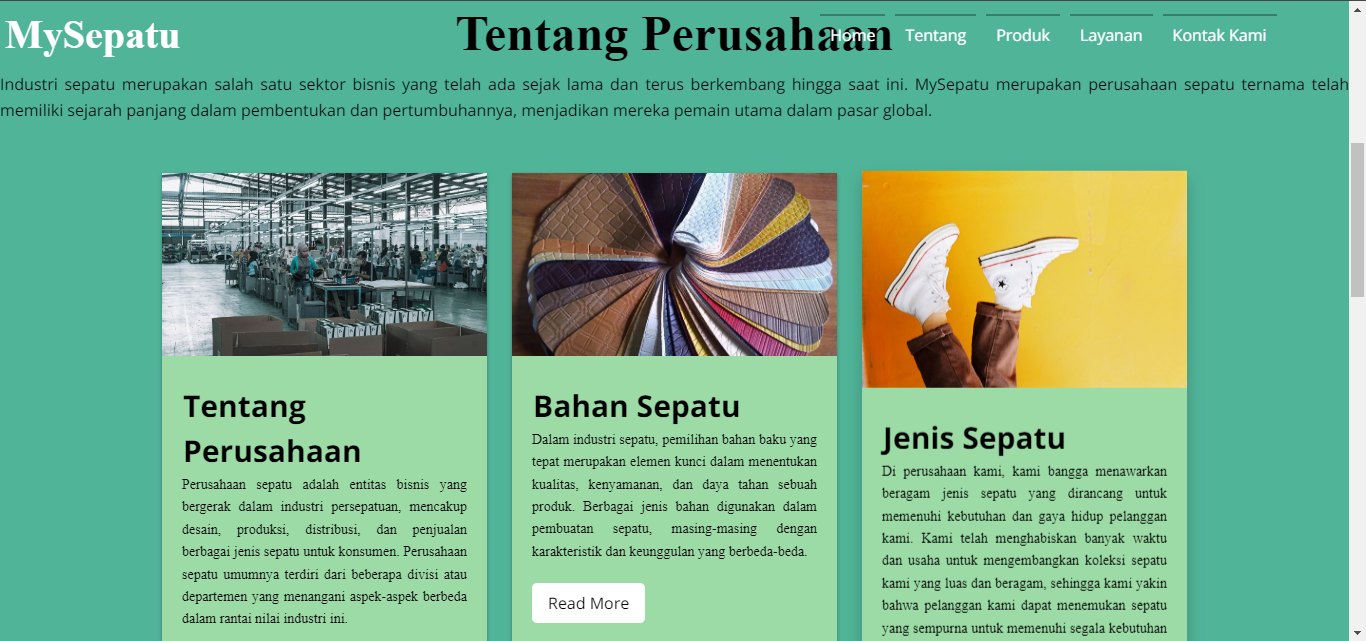 MySepatu
Tentang Perusahaan
Home Tentang Produk Layanan Kontak Kami
Industri sepatu merupakan salah satu sektor bisnis yang telah ada sejak lama dan terus berkembang hingga saat ini. MySepatu merupakan perusahaan sepatu ternama telah
memiliki sejarah panjang dalam pembentukan dan pertumbuhannya, menjadikan mereka pemain utama dalam pasar global.
Tentang
Perusahaan
Perusahaan sepatu adalah entitas bisnis yang
bergerak dalam industri persepatuan, mencakup
desain, produksi, distribusi, dan penjualan
berbagai jenis sepatu untuk konsumen. Perusahaan
sepatu umumnya terdiri dari beberapa divisi atau
departemen yang menangani aspek-aspek berbeda
dalam rantai nilai industri ini.
Bahan Sepatu
Dalam industri sepatu, pemilihan bahan baku yang
tepat merupakan elemen kunci dalam menentukan
kualitas, kenyamanan, dan daya tahan sebuah
produk. Berbagai jenis bahan digunakan dalam
pembuatan sepatu, masing-masing dengan
karakteristik dan keunggulan yang berbeda-beda.
Read More
Jenis Sepatu
Di perusahaan kami, kami bangga menawarkan
beragam jenis sepatu yang dirancang untuk
memenuhi kebutuhan dan gaya hidup pelanggan
kami. Kami telah menghabiskan banyak waktu
dan usaha untuk mengembangkan koleksi sepatu
kami yang luas dan beragam, sehingga kami yakin
bahwa pelanggan kami dapat menemukan sepatu
yang sempurna untuk memenuhi segala kebutuhan